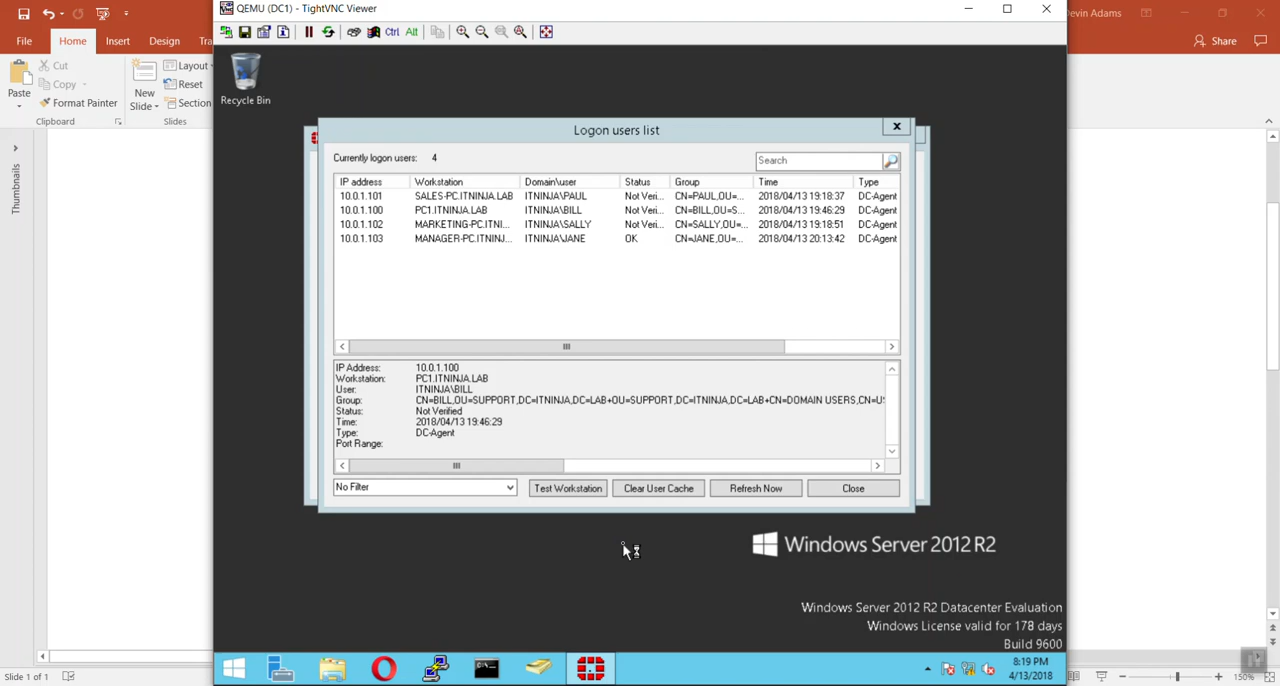 QEMU (DC1) - TightVNC Viewer
evin Adams
File
Home
Insert
Design
Tra
Share
Ctrl
Alt
Paste
Cut
Copy
Format Painter
Clipboard
New
Slide
Layout
Reset
Section
Slides
Thumbnails
Recycle Bin
Logon users list
Currently logon users: 4
Search
IP address Workstation Domain\user Status Group Time Type
10.0.1.101 SALES-PC.ITNINJA.LAB ITNINJA\PAUL Not Veri... CN=PAUL,OU=... 2018/04/13 19:18:37 DC-Agent
10.0.1.100 PC1.ITNINJA.LAB ITNINJA\BILL Not Veri... CN=BILL,OU=S... 2018/04/13 19:46:29 DC-Agent
10.0.1.102 MARKETING-PC.ITNI... ITNINJA\SALLY Not Veri... CN=SALLY,OU=... 2018/04/13 19:18:51 DC-Agent
10.0.1.103 MANAGER-PC.ITNINJ... ITNINJA\JANE OK CN=JANE,OU=... 2018/04/13 20:13:42 DC-Agent
IP Address: 10.0.1.100
Workstation: PC1.ITNINJA.LAB
User: ITNINJA\BILL
Group: CN=BILL,OU=SUPPORT,DC=ITNINJA,DC=LAB+OU=SUPPORT,DC=ITNINJA,DC=LAB+CN=DOMAIN USERS,CN=US
Status: Not Verified
Time: 2018/04/13 19:46:29
Type: DC-Agent
Port Range:
No Filter
Test Workstation
Clear User Cache
Refresh Now
Close
Windows Server 2012 R2
Windows Server 2012 R2 Datacenter Evaluation
Windows License valid for 178 days
Build 9600
8:19 PM
4/13/2018
Slide 1 of 1
150%